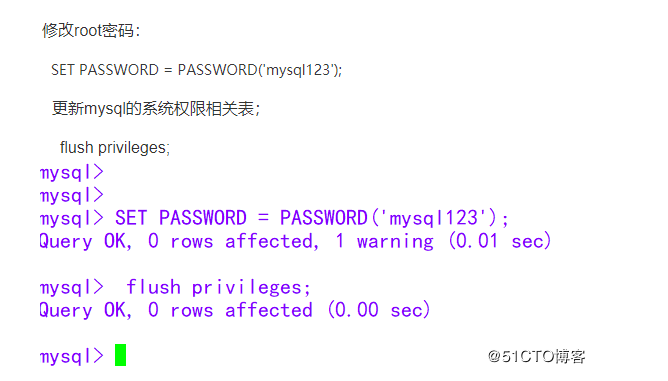 修改root密码：
SET PASSWORD = PASSWORD('mysql123');
更新mysql的系统权限相关表；
flush privileges;
mysql>
mysql>
mysql> SET PASSWORD = PASSWORD('mysql123');
Query OK, 0 rows affected, 1 warning (0.01 sec)
mysql>  flush privileges;
Query OK, 0 rows affected (0.00 sec)
mysql>
@51CTO博客